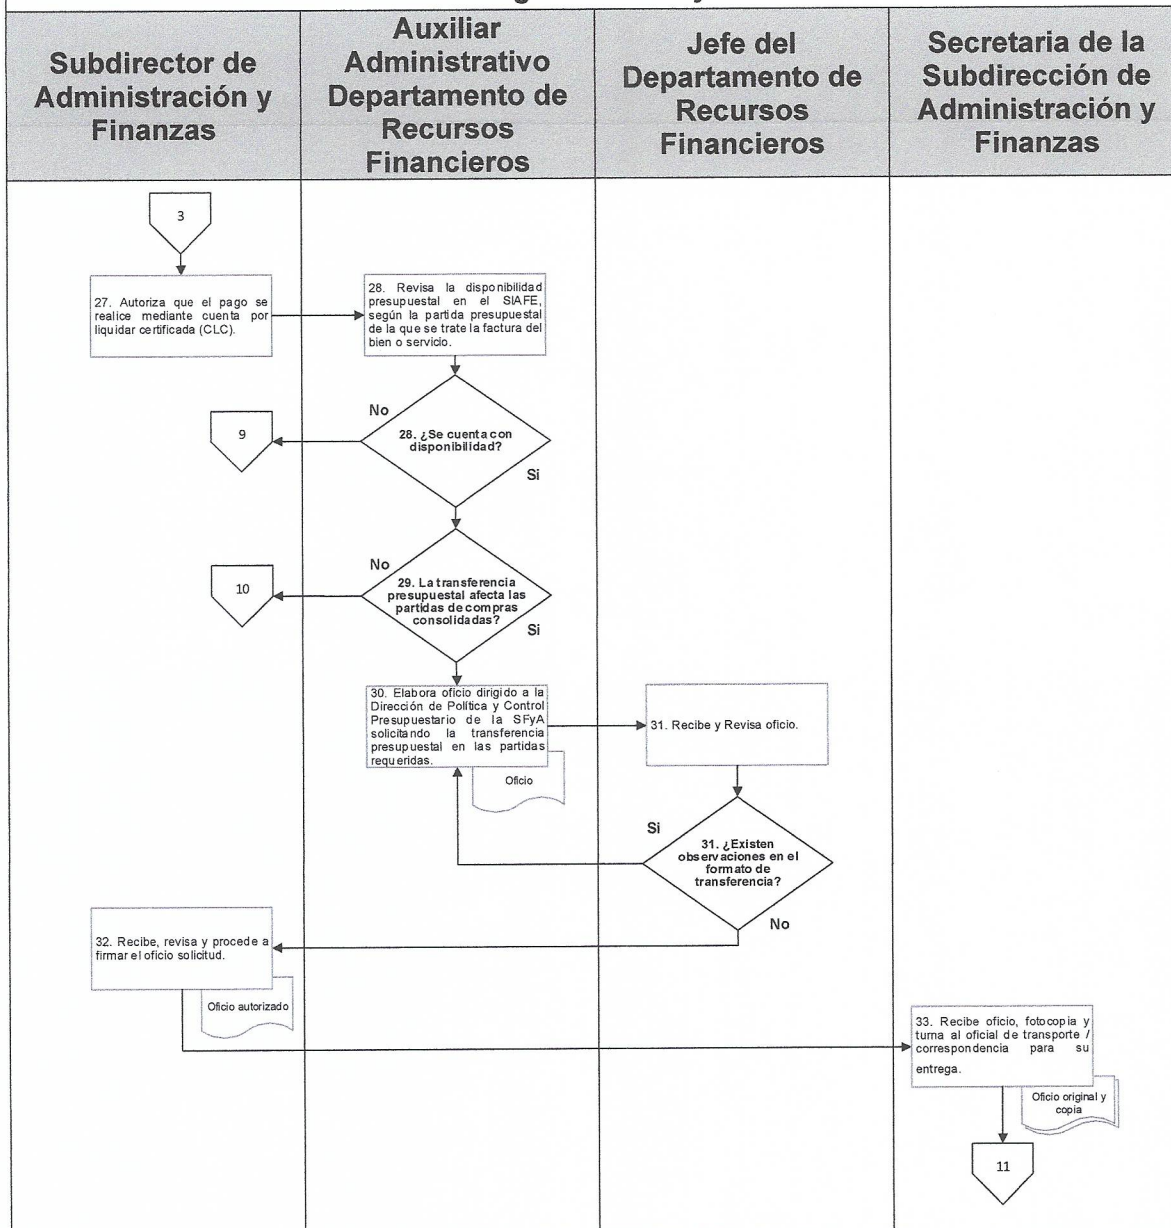 Subdirector de
Administración y
Finanzas
Auxiliar
Administrativo
Departamento de
Recursos
Financieros
Jefe del
Departamento de
Recursos
Financieros
Secretaria de la
Subdirección de
Administración y
Finanzas
3
27. Autoriza que el pago se
realice mediante cuenta por
liquidar certificada (CLC).
28. Revisa la disponibilidad
presupuestal en el SIAFE,
según la partida presupuestal
de la que se trate la factura del
bien o servicio.
No
9
28. ¿Se cuenta con
disponibilidad?
Si
No
10
29. La transferencia
presupuestal afecta las
partidas de compras
consolidadas?
Si
30. Elabora oficio dirigido a la
Dirección de Política y Control
Presupuestario de la SFyA
solicitando la transferencia
presupuestal en las partidas
requeridas.
Oficio
31. Recibe y Revisa oficio.
Si
31. ¿Existen
observaciones en el
formato de
transferencia?
No
32. Recibe, revisa y procede a
firmar el oficio solicitud.
Oficio autorizado
33. Recibe oficio, fotocopia y
turna al oficial de transporte /
correspondencia para su
entrega.
Oficio original y
copia
11